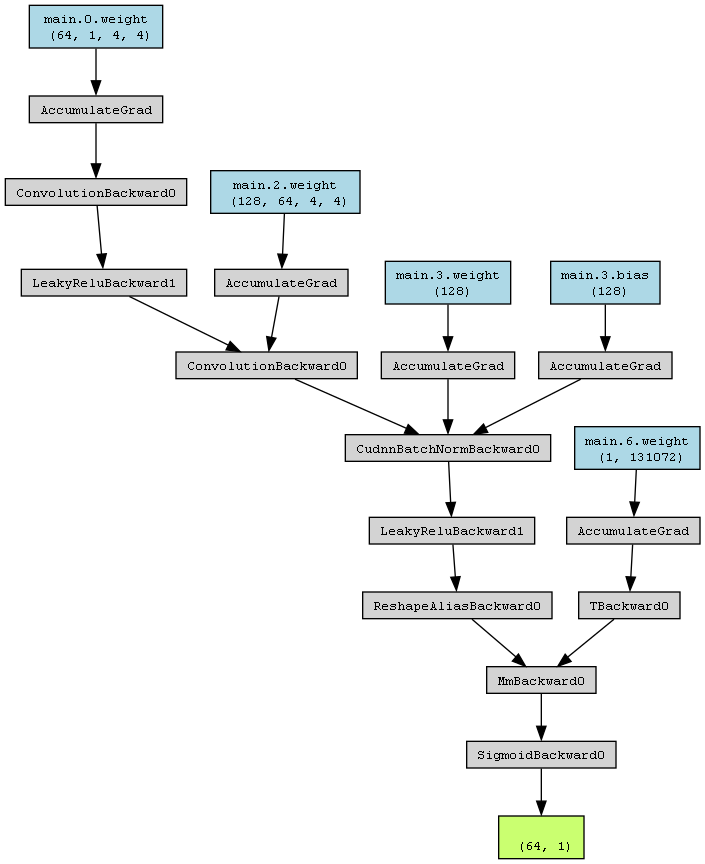 main.0.weight
(64, 1, 4, 4)
AccumulateGrad
ConvolutionBackward0
main.2.weight
(128, 64, 4, 4)
LeakyReluBackward1
AccumulateGrad
main.3.weight
(128)
main.3.bias
(128)
ConvolutionBackward0
AccumulateGrad
AccumulateGrad
CudnnBatchNormBackward0
main.6.weight
(1, 131072)
LeakyReluBackward1
AccumulateGrad
ReshapeAliasBackward0
TBackward0
MmBackward0
SigmoidBackward0
(64, 1)